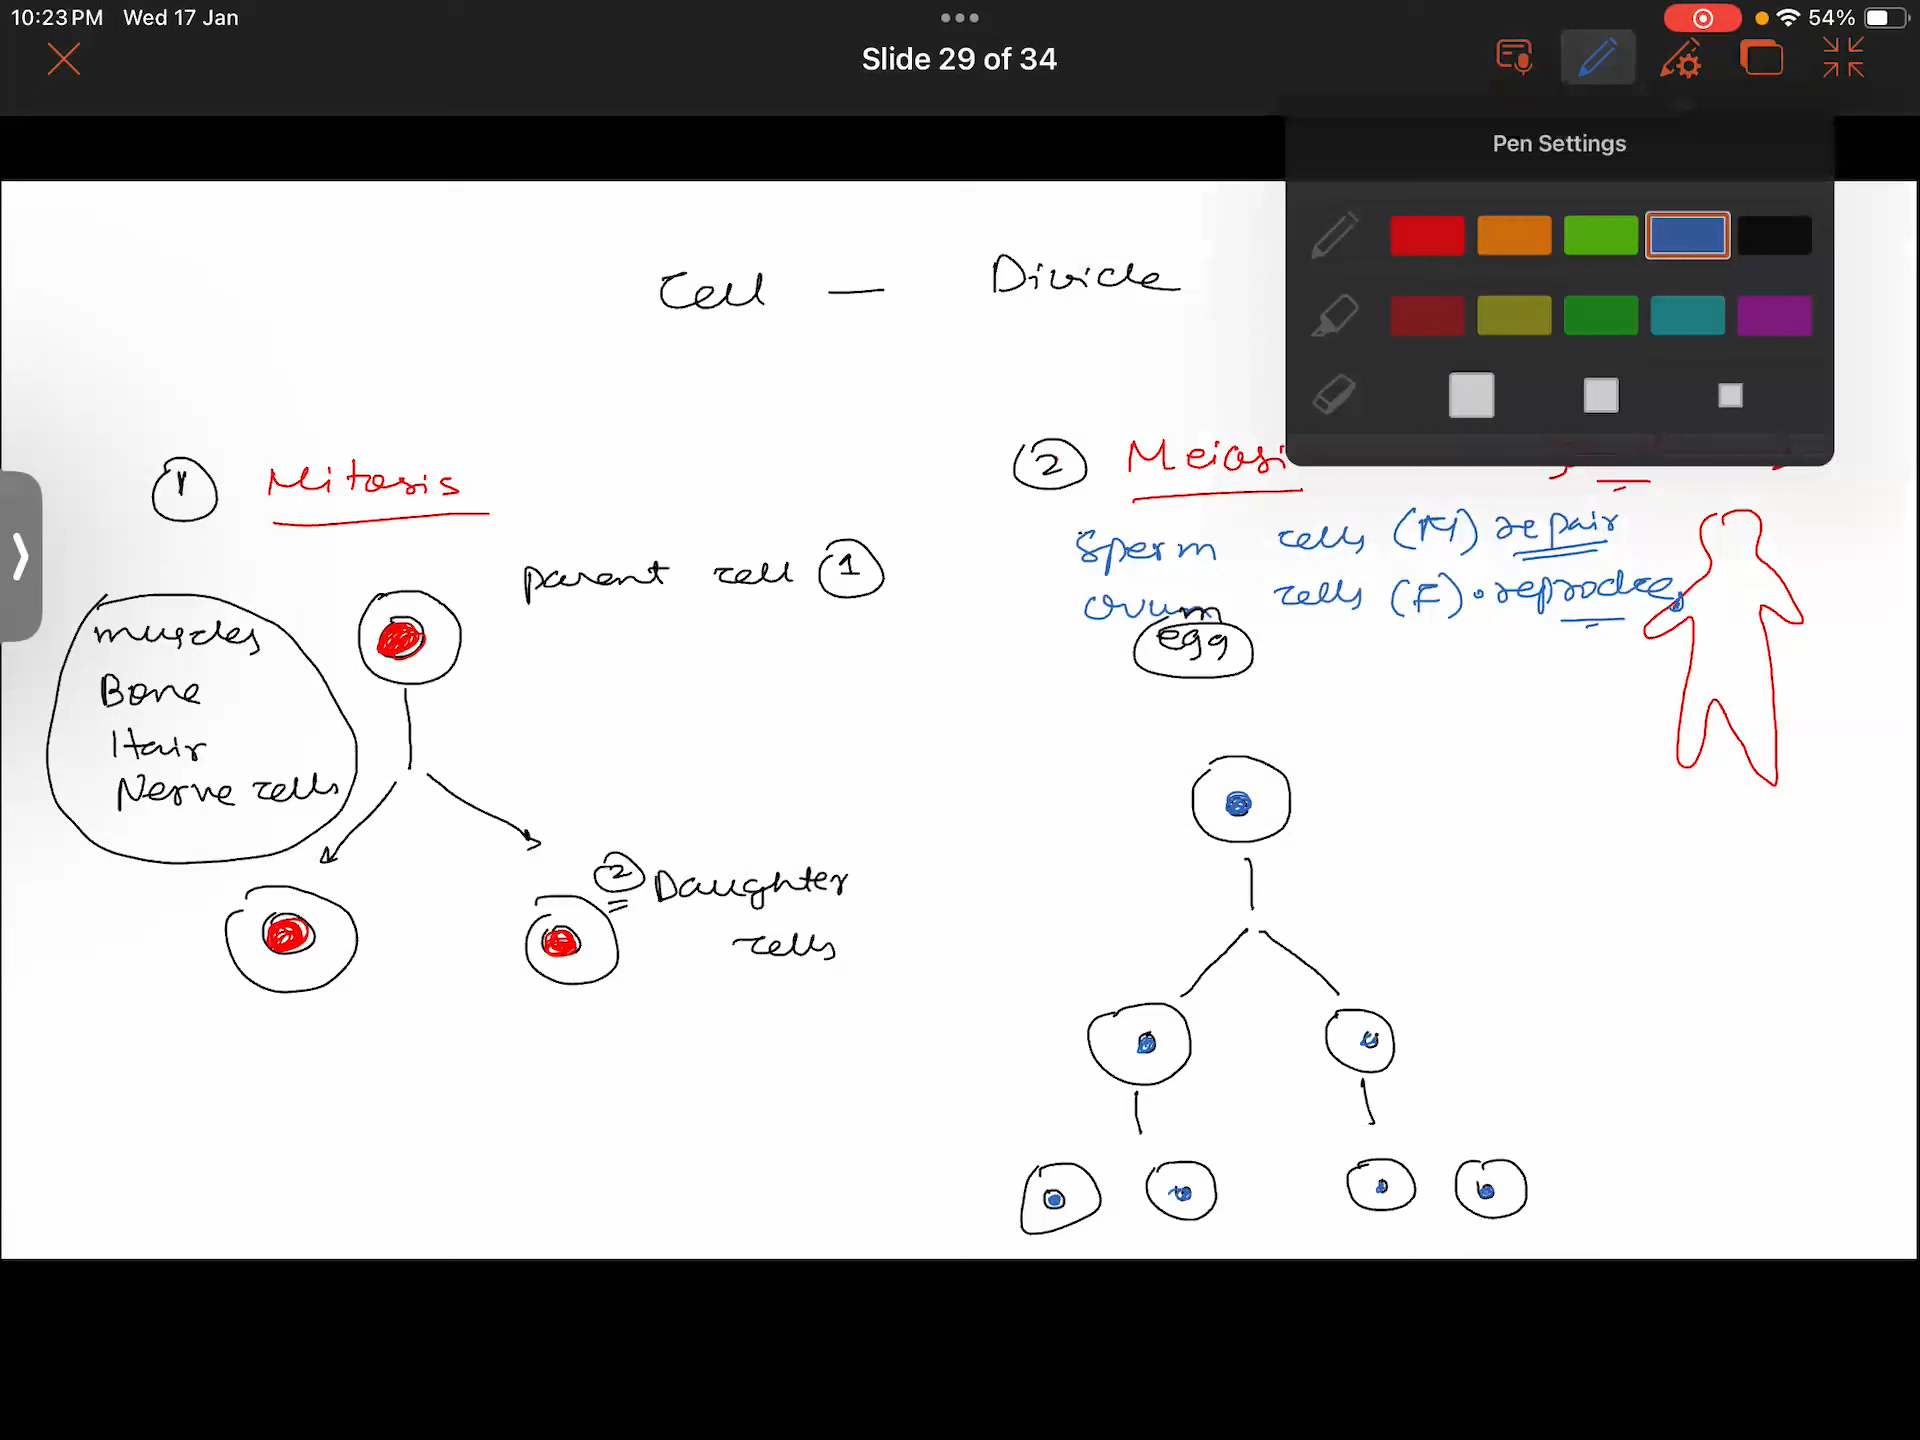 10:23 PM Wed 17 Jan
54%
Slide 29 of 34
Pen Settings
Cell — Divide
1 Mitosis
parent cell 1
muscles
Bone
Hair
Nerve cells
2 Daughter
cells
2 Meiosi
Sperm cells (M) repair
Ovum cells (F) • reproduce
egg